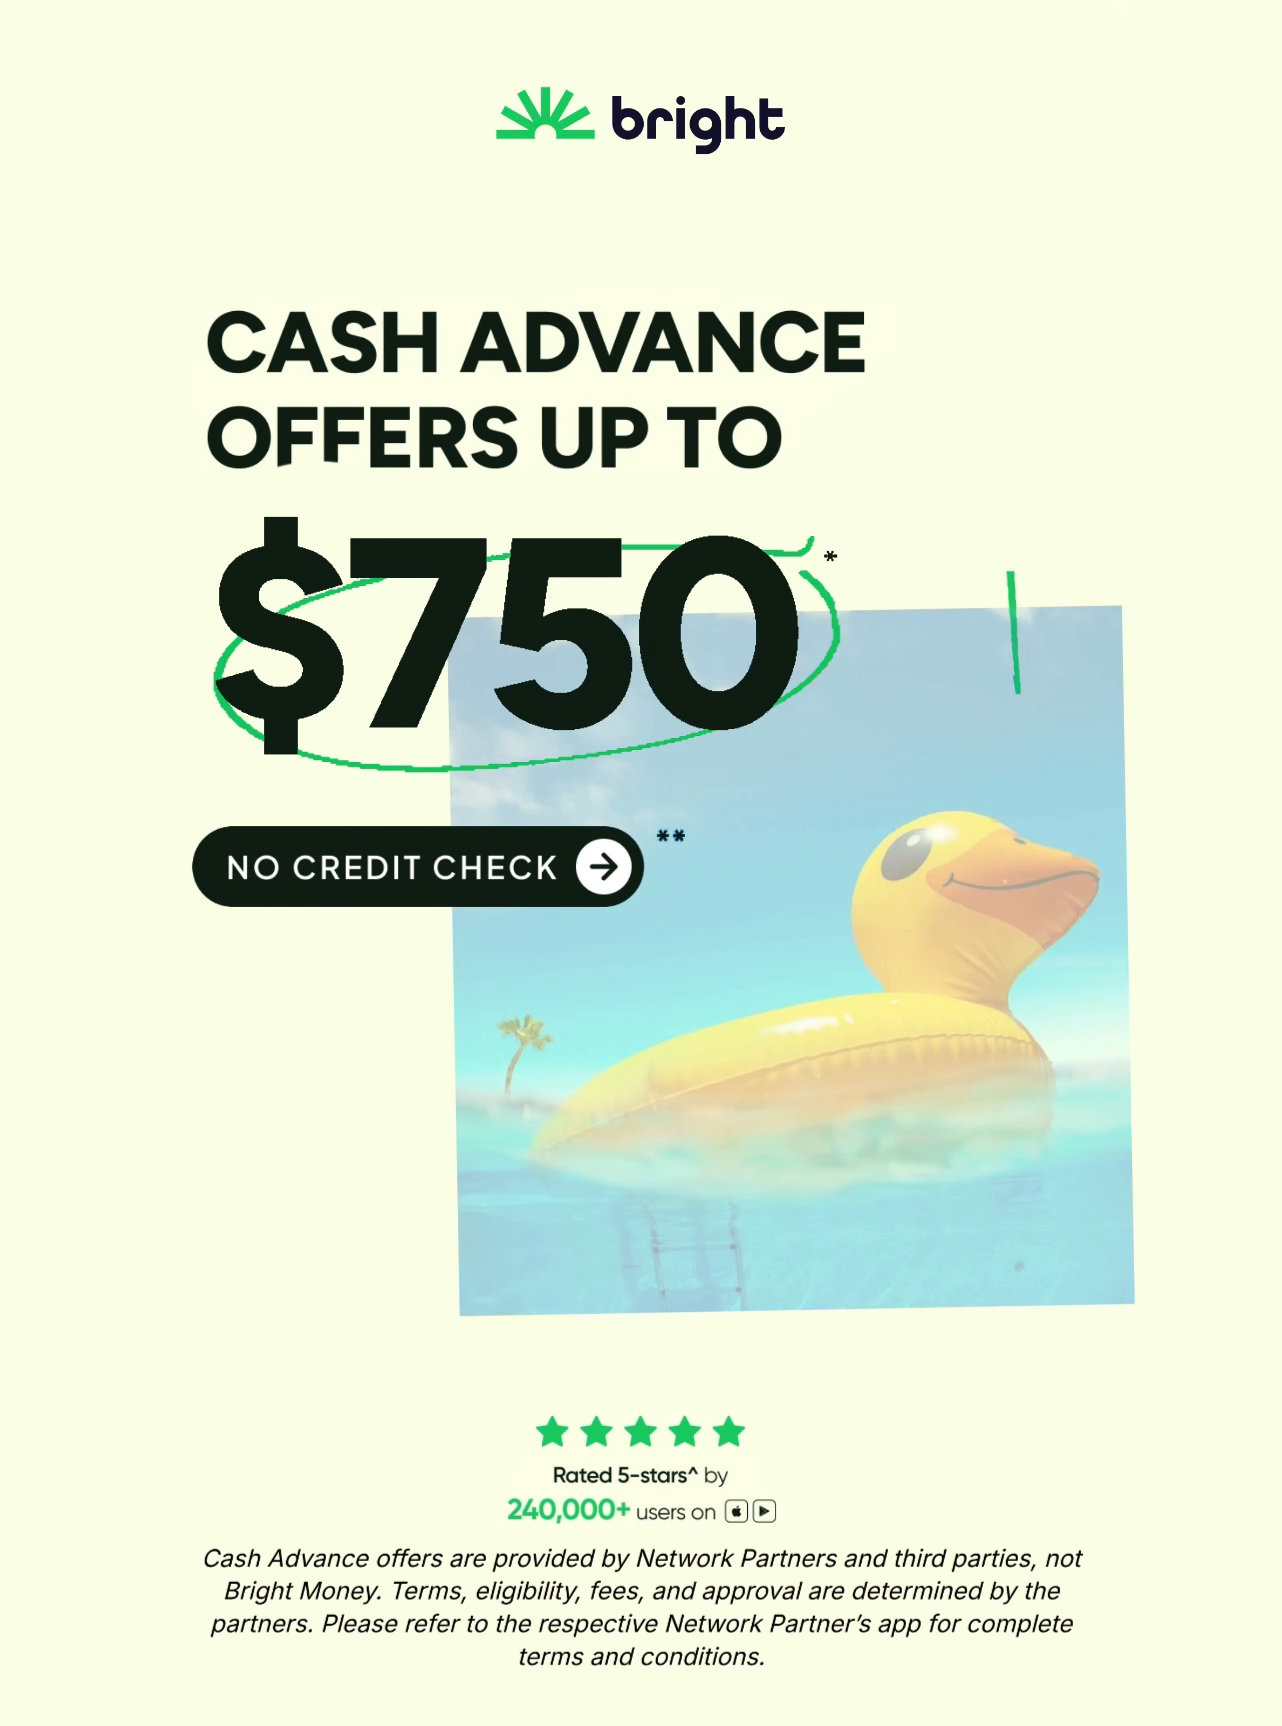 bright
CASH ADVANCE
OFFERS UP TO
$750*
NO CREDIT CHECK **
Rated 5-stars^ by
240,000+ users on
Cash Advance offers are provided by Network Partners and third parties, not
Bright Money. Terms, eligibility, fees, and approval are determined by the
partners. Please refer to the respective Network Partner’s app for complete
terms and conditions.